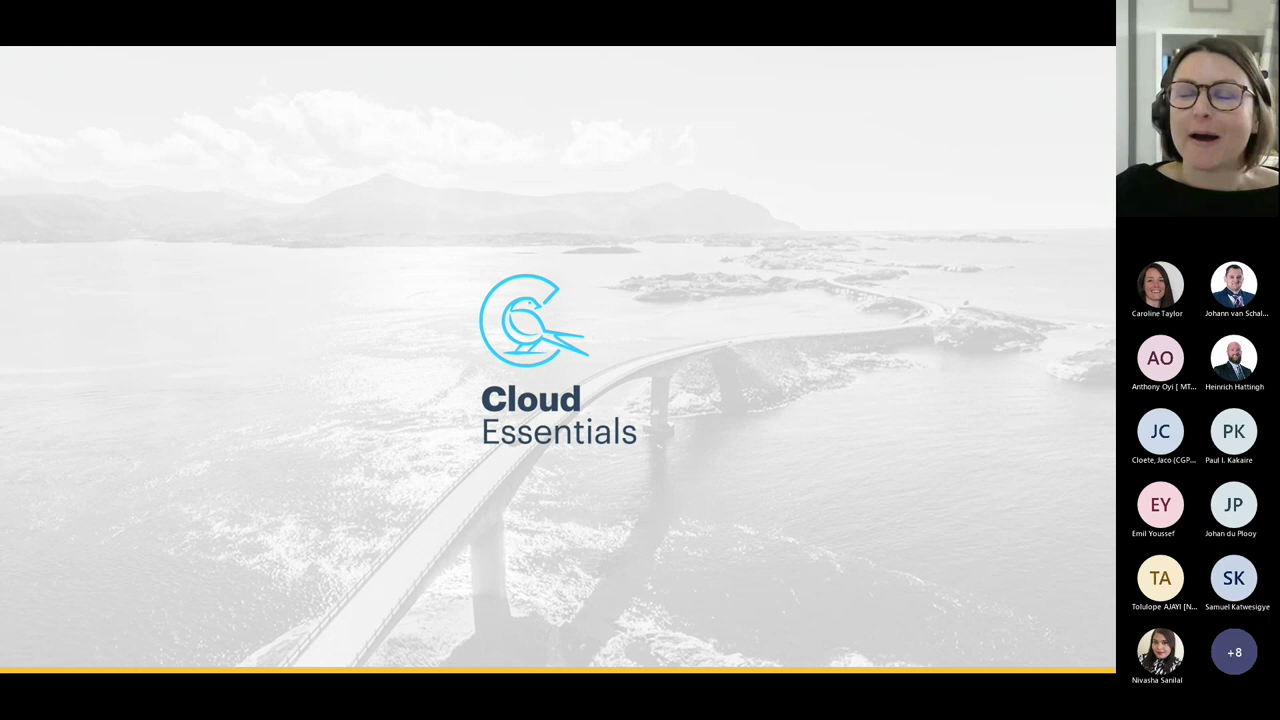 Cloud
Essentials
Caroline Taylor
Johann van Schal...
AO
Anthony Oyi [ MT...
Heinrich Hattingh
JC
Cloete, Jaco (CGP...
PK
Paul I. Kakaire
EY
Emil Youssef
JP
Johan du Plooy
TA
Tolulope AJAYI [N...
SK
Samuel Katwesigye
Nivasha Sanilal
+8